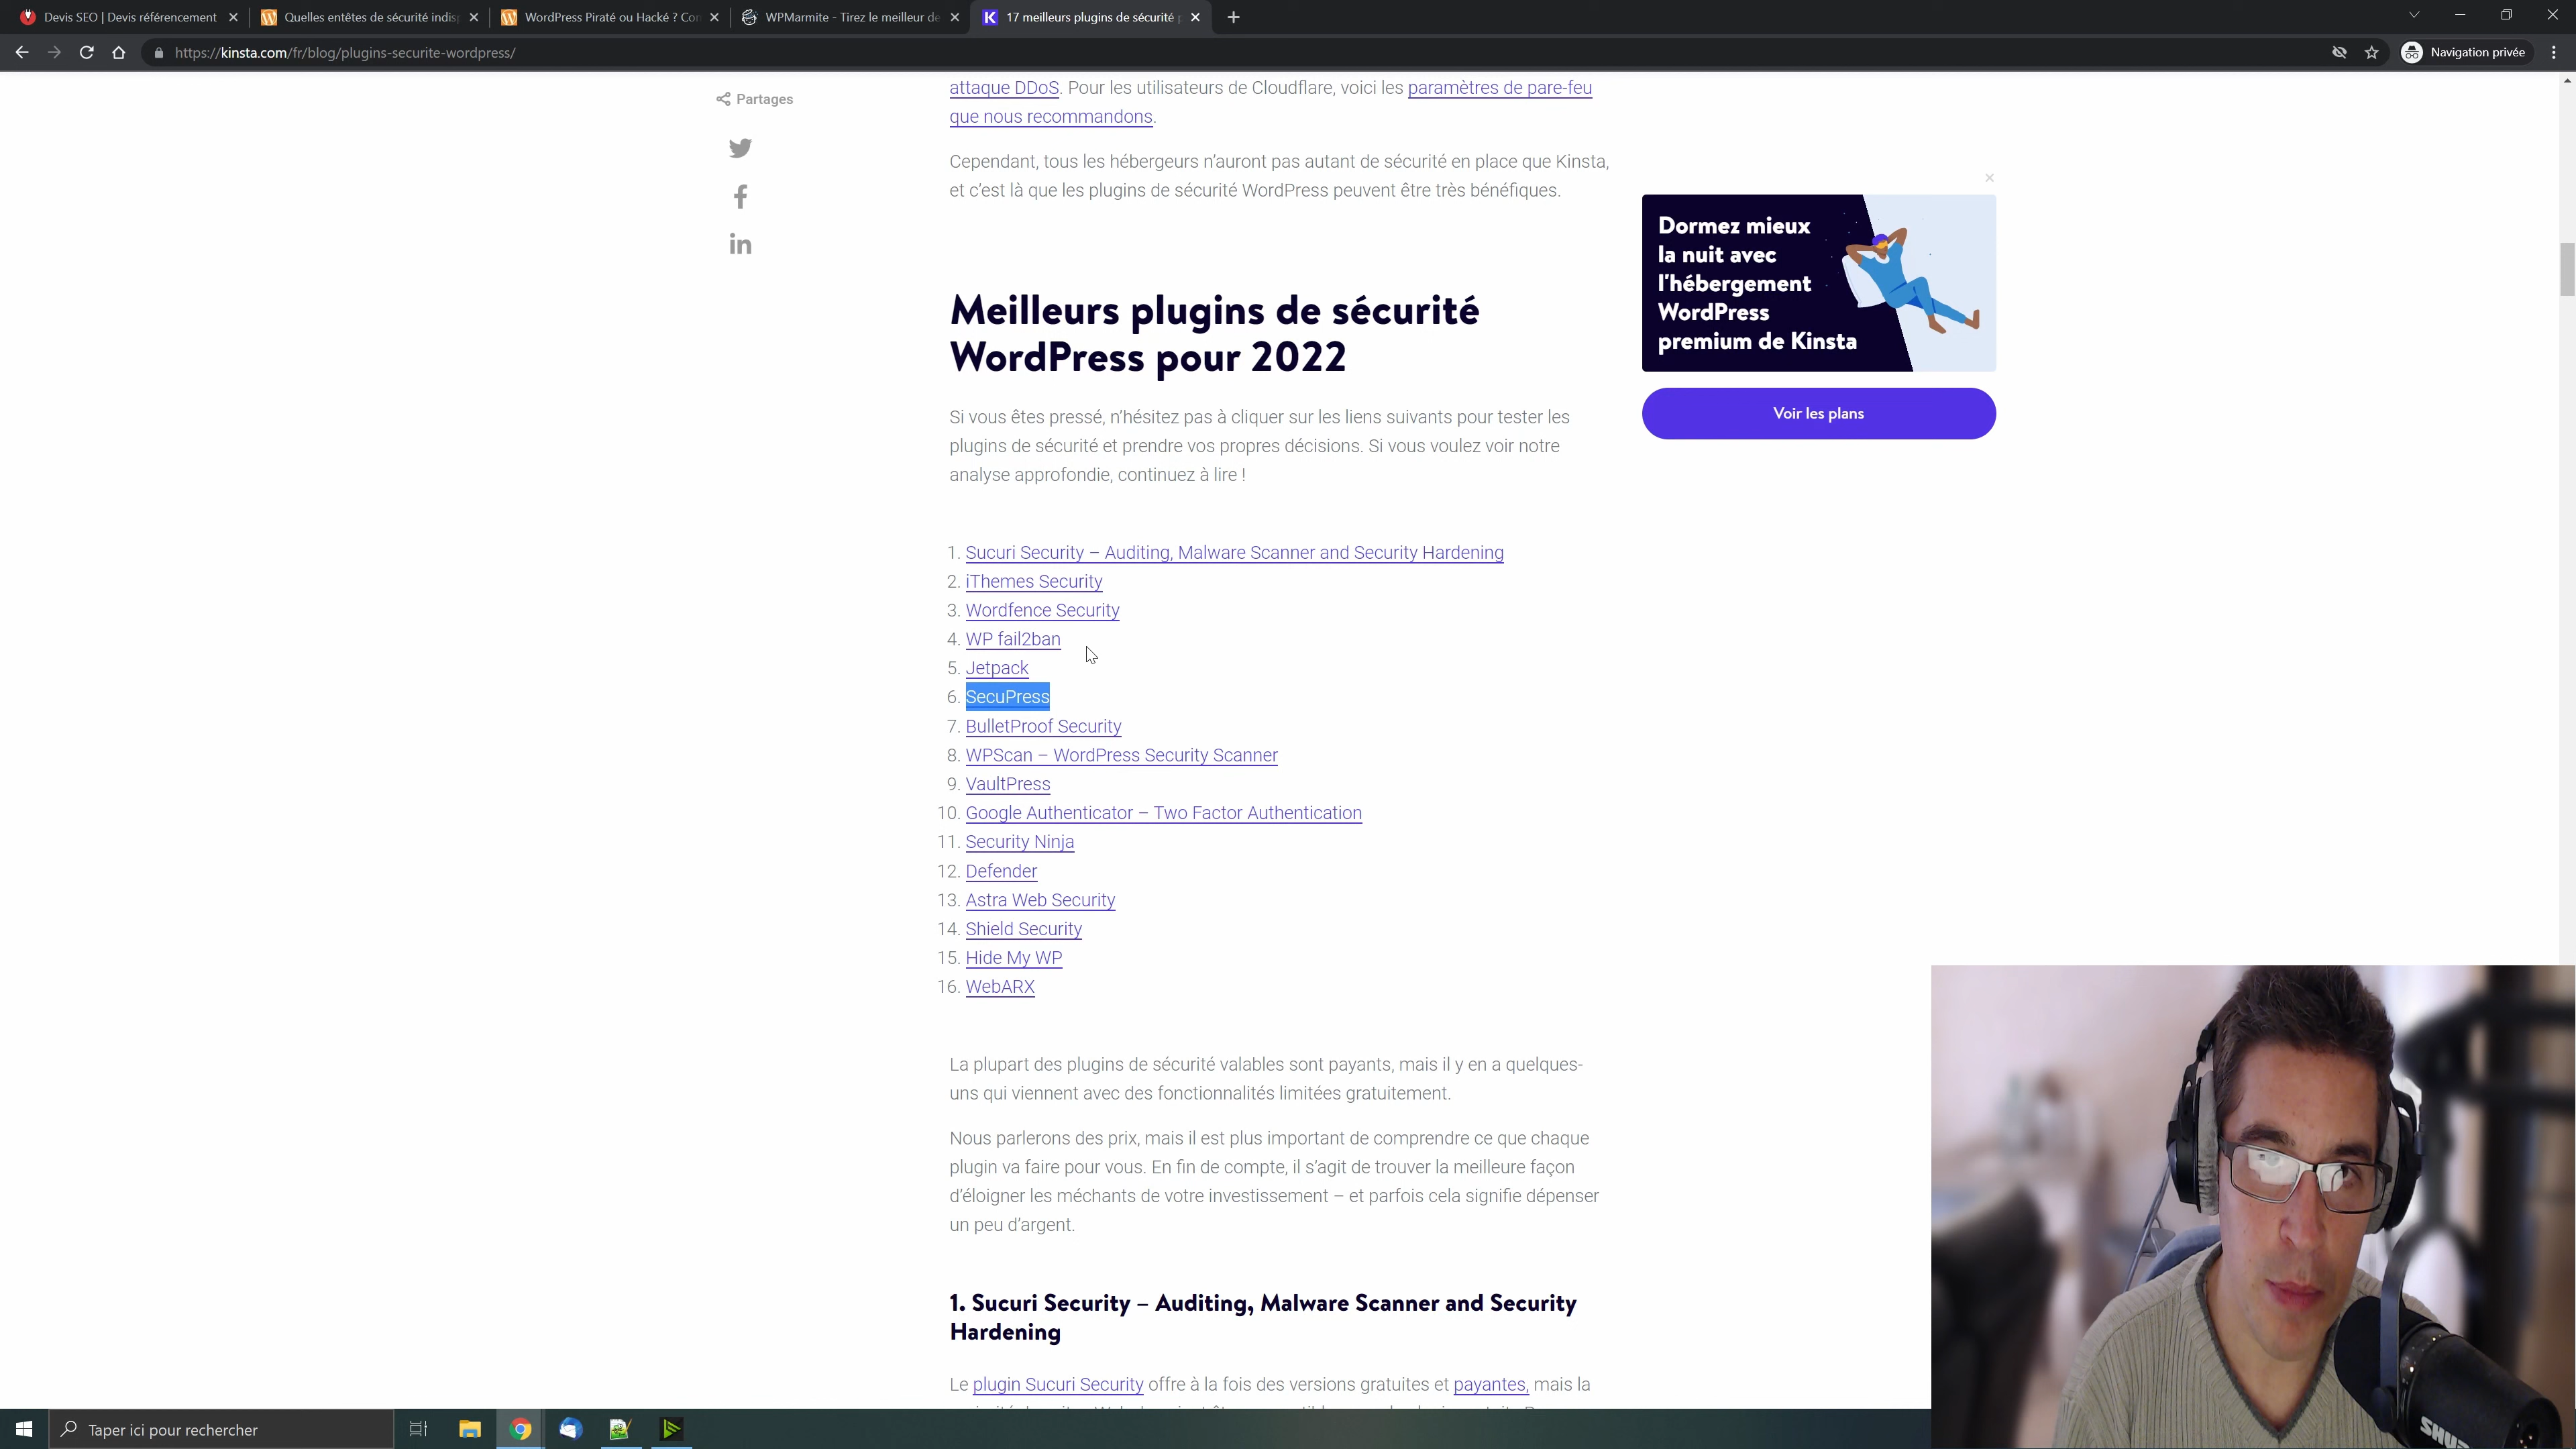 Devis SEO | Devis référencement
Quelles entêtes de sécurité indis
WordPress Piraté ou Hacké ? Con
WPMarmite - Tirez le meilleur de
17 meilleurs plugins de sécurité p
https://kinsta.com/fr/blog/plugins-securite-wordpress/
Navigation privée
Partages
attaque DDoS. Pour les utilisateurs de Cloudflare, voici les paramètres de pare-feu
que nous recommandons.
Cependant, tous les hébergeurs n’auront pas autant de sécurité en place que Kinsta,
et c’est là que les plugins de sécurité WordPress peuvent être très bénéfiques.
Dormez mieux
la nuit avec
l'hébergement
WordPress
premium de Kinsta
Voir les plans
Meilleurs plugins de sécurité
WordPress pour 2022
Si vous êtes pressé, n’hésitez pas à cliquer sur les liens suivants pour tester les
plugins de sécurité et prendre vos propres décisions. Si vous voulez voir notre
analyse approfondie, continuez à lire !
1. Sucuri Security – Auditing, Malware Scanner and Security Hardening
2. iThemes Security
3. Wordfence Security
4. WP fail2ban
5. Jetpack
6. SecuPress
7. BulletProof Security
8. WPScan – WordPress Security Scanner
9. VaultPress
10. Google Authenticator – Two Factor Authentication
11. Security Ninja
12. Defender
13. Astra Web Security
14. Shield Security
15. Hide My WP
16. WebARX
La plupart des plugins de sécurité valables sont payants, mais il y en a quelques-
uns qui viennent avec des fonctionnalités limitées gratuitement.
Nous parlerons des prix, mais il est plus important de comprendre ce que chaque
plugin va faire pour vous. En fin de compte, il s’agit de trouver la meilleure façon
d’éloigner les méchants de votre investissement – et parfois cela signifie dépenser
un peu d’argent.
1. Sucuri Security – Auditing, Malware Scanner and Security
Hardening
Le plugin Sucuri Security offre à la fois des versions gratuites et payantes, mais la
Taper ici pour rechercher